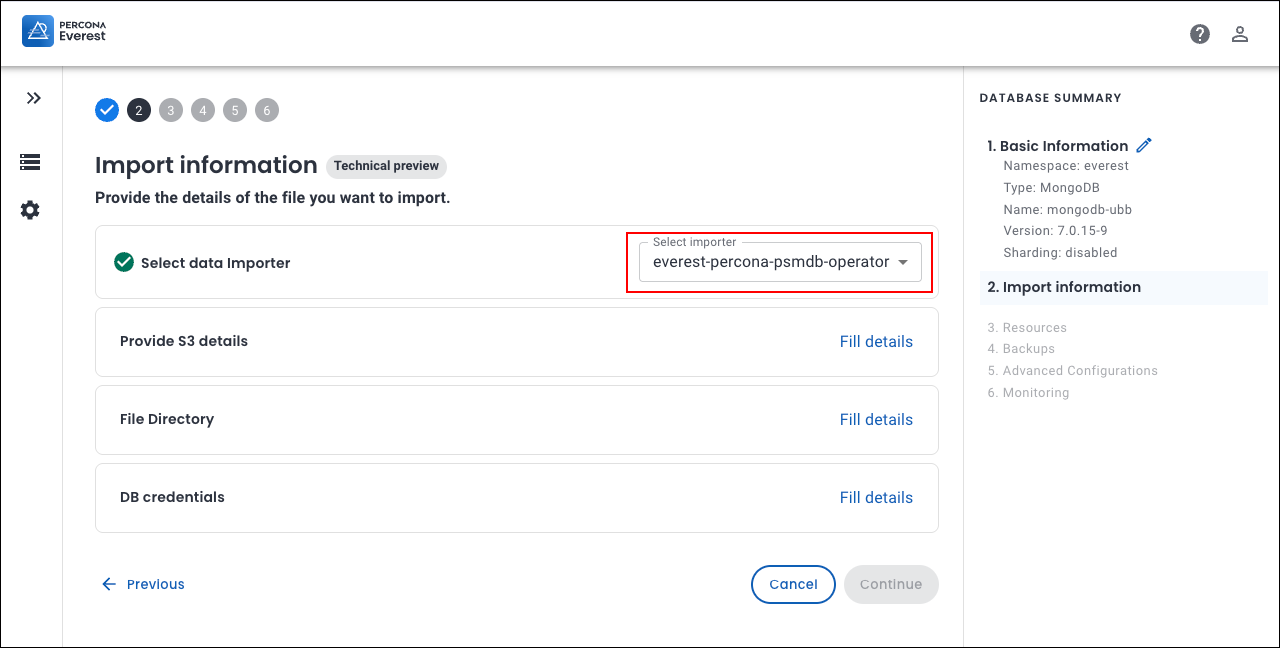 PERCONA
Everest
2 3 4 5 6
Import information Technical preview
Provide the details of the file you want to import.
Select data Importer
Select importer
everest-percona-psmdb-operator
Provide S3 details Fill details
File Directory Fill details
DB credentials Fill details
Previous Cancel Continue
DATABASE SUMMARY
1. Basic Information
Namespace: everest
Type: MongoDB
Name: mongodb-ubb
Version: 7.0.15-9
Sharding: disabled
2. Import information
3. Resources
4. Backups
5. Advanced Configurations
6. Monitoring